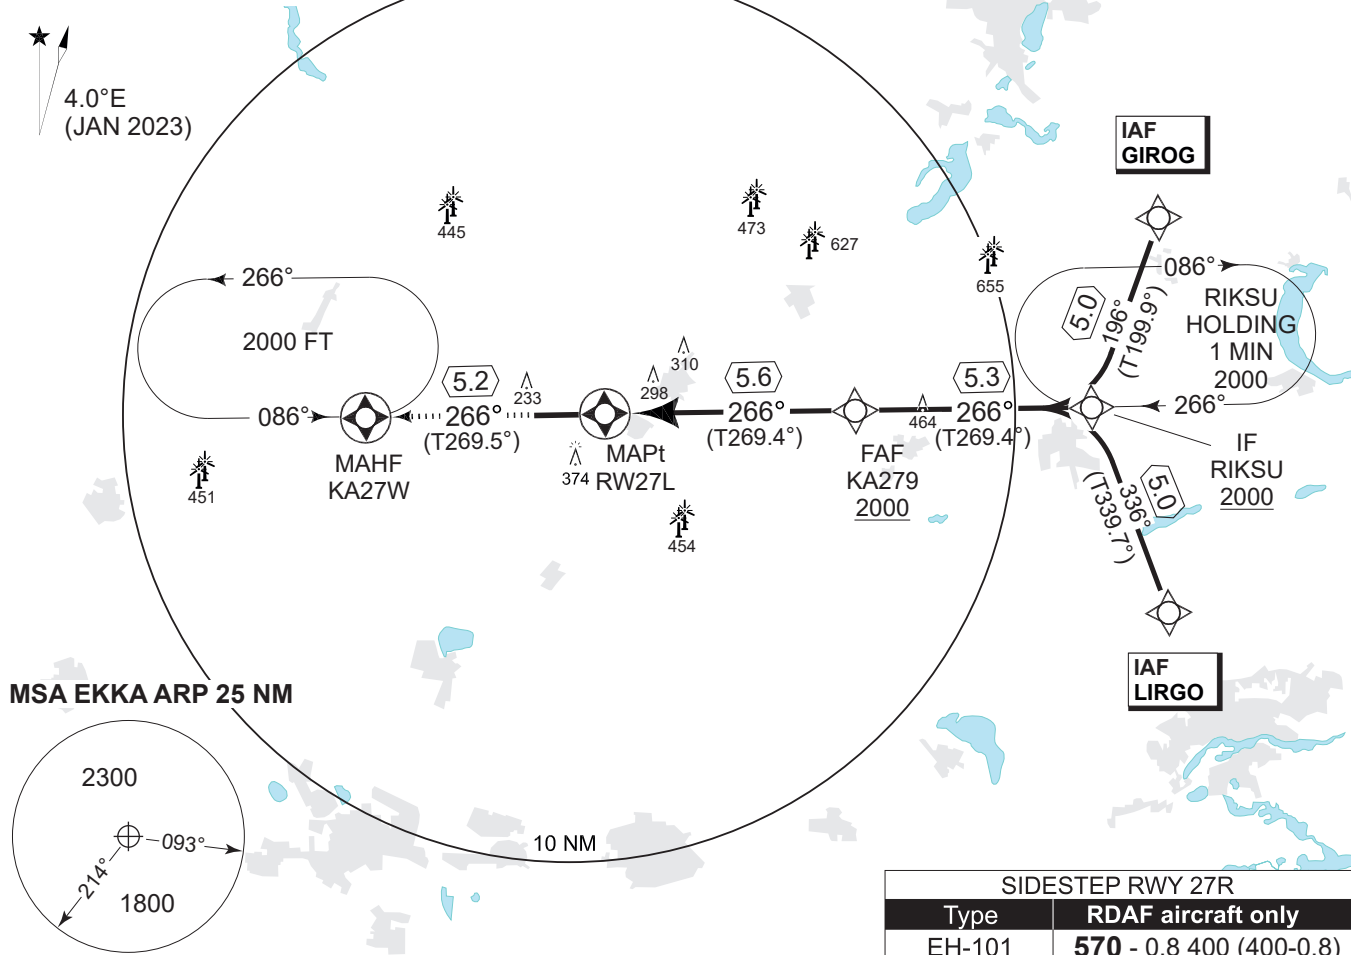 4.0°E
(JAN 2023)
IAF
GIROG
445
473
627
655
086°
5.0
196°
(T199.9°)
RIKSU
HOLDING
1 MIN
2000
266°
266°
2000 FT
086°
310
298
233
5.2
266°
(T269.5°)
5.6
266°
(T269.4°)
464
5.3
266°
(T269.4°)
MAHF
KA27W
374
MAPt
RW27L
FAF
KA279
2000
IF
RIKSU
2000
5.0
336°
(T339.7°)
451
454
IAF
LIRGO
MSA EKKA ARP 25 NM
2300
093°
214°
1800
10 NM
SIDESTEP RWY 27R
Type RDAF aircraft only
EH-101 570 - 0.8 400 (400-0.8)